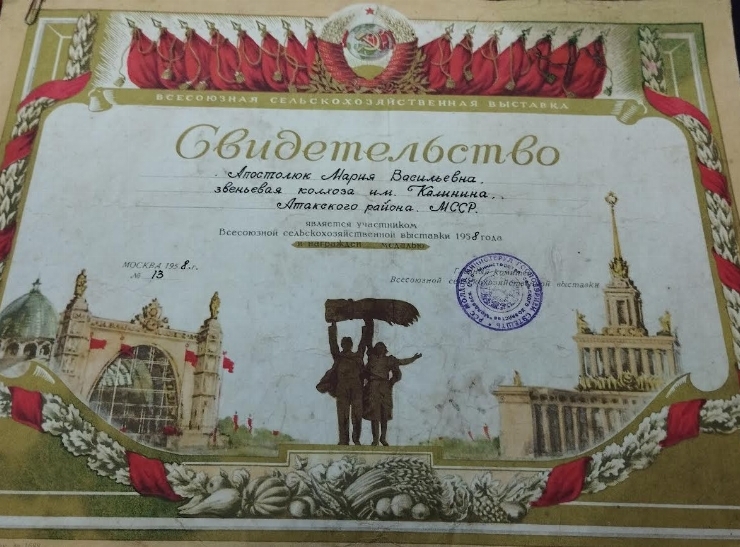 ВСЕСОЮЗНАЯ СЕЛЬСКОХОЗЯЙСТВЕННАЯ ВЫСТАВКА
Свидетельство
Апостолюк Мария Васильевна.
звеньевая колхоза им. Калинина.
Атакского района. МССР.
является участником
Всесоюзной сельскохозяйственной выставки 1958 года
и награжден медалью
МОСКВА 1958 г.
№ 13
Всесоюзной сельскохозяйственной выставки